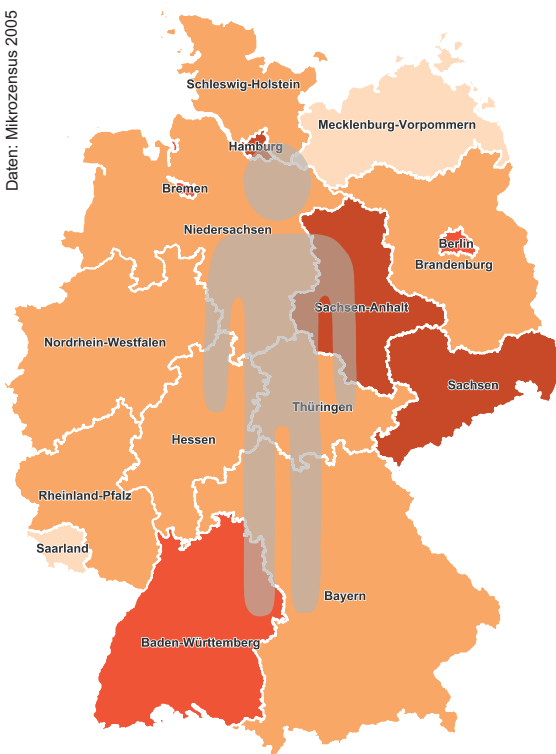 Daten: Mikrozensus 2005
Schleswig-Holstein
Mecklenburg-Vorpommern
Hamburg
Bremen
Niedersachsen
Berlin
Brandenburg
Sachsen-Anhalt
Nordrhein-Westfalen
Sachsen
Thüringen
Hessen
Rheinland-Pfalz
Saarland
Bayern
Baden-Württemberg